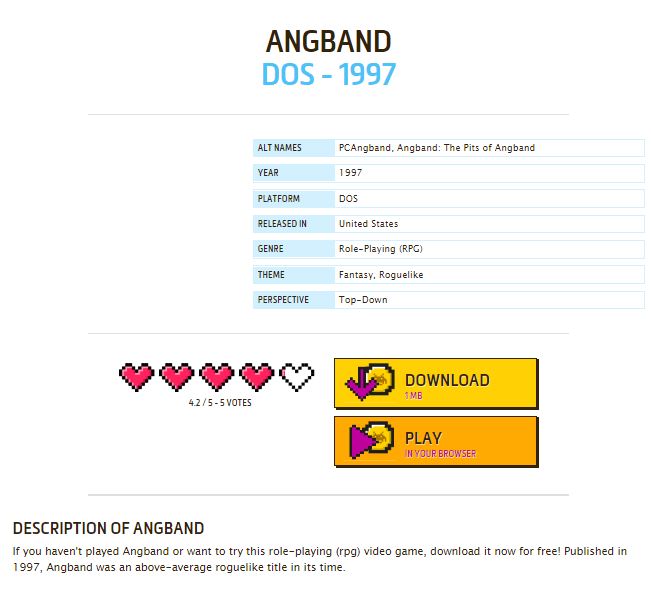 ANGBAND
DOS - 1997
ALT NAMES PCAngband, Angband: The Pits of Angband
YEAR 1997
PLATFORM DOS
RELEASED IN United States
GENRE Role-Playing (RPG)
THEME Fantasy, Roguelike
PERSPECTIVE Top-Down
4.2 / 5 - 5 VOTES
DOWNLOAD
1 MB
PLAY
IN YOUR BROWSER
DESCRIPTION OF ANGBAND
If you haven't played Angband or want to try this role-playing (rpg) video game, download it now for free! Published in
1997, Angband was an above-average roguelike title in its time.